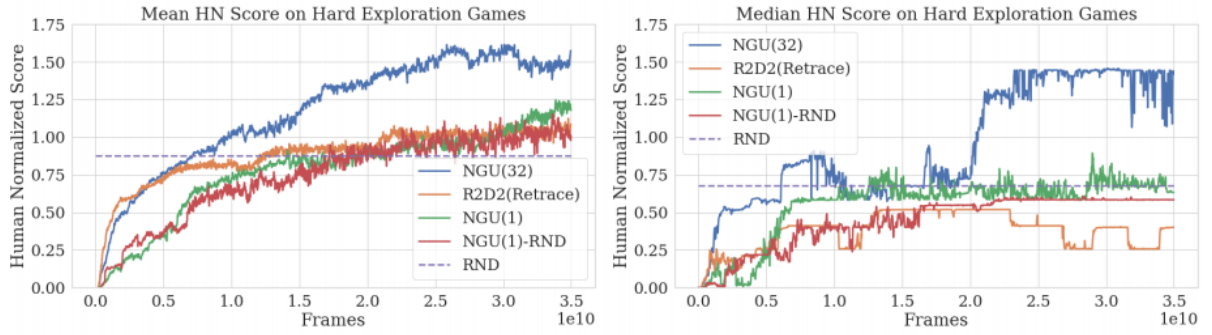 Mean HN Score on Hard Exploration Games
Human Normalized Score
1.75
1.50
1.25
1.00
0.75
0.50
0.25
0.00
NGU(32)
R2D2(Retrace)
NGU(1)
NGU(1)-RND
RND
0.0 0.5 1.0 1.5 2.0 2.5 3.0 3.5
1e10
Frames
Median HN Score on Hard Exploration Games
Human Normalized Score
1.75
1.50
1.25
1.00
0.75
0.50
0.25
0.00
NGU(32)
R2D2(Retrace)
NGU(1)
NGU(1)-RND
RND
0.0 0.5 1.0 1.5 2.0 2.5 3.0 3.5
1e10
Frames